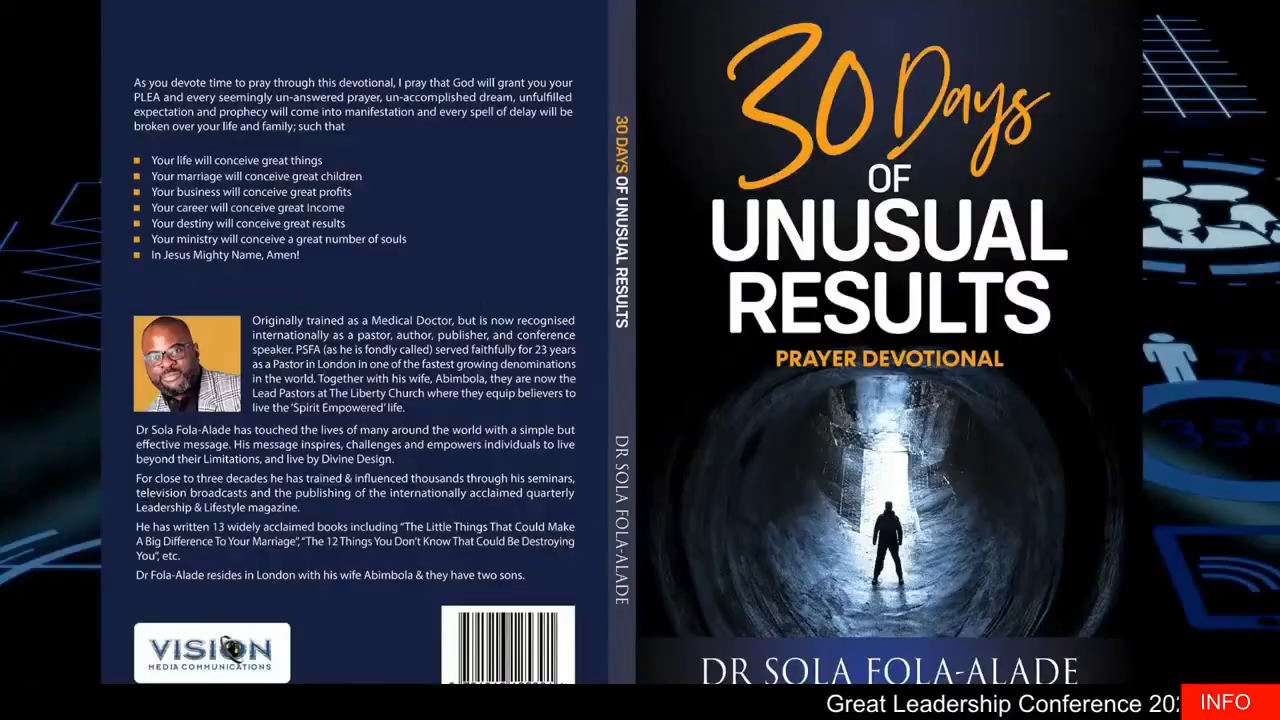 As you devote time to pray through this devotional, I pray that God will grant you your
PLEA and every seemingly un-answered prayer, un-accomplished dream, unfulfilled
expectation and prophecy will come into manifestation and every spell of delay will be
broken over your life and family; such that
Your life will conceive great things
Your marriage will conceive great children
Your business will conceive great profits
Your career will conceive great Income
Your destiny will conceive great results
Your ministry will conceive a great number of souls
In Jesus Mighty Name, Amen!
Originally trained as a Medical Doctor, but is now recognised
internationally as a pastor, author, publisher, and conference
speaker. PSFA (as he is fondly called) served faithfully for 23 years
as a Pastor in London in one of the fastest growing denominations
in the world. Together with his wife, Abimbola, they are now the
Lead Pastors at The Liberty Church where they equip believers to
live the 'Spirit Empowered' life.
Dr Sola Fola-Alade has touched the lives of many around the world with a simple but
effective message. His message inspires, challenges and empowers individuals to live
beyond their Limitations, and live by Divine Design.
For close to three decades he has trained & influenced thousands through his seminars,
television broadcasts and the publishing of the internationally acclaimed quarterly
Leadership & Lifestyle magazine.
He has written 13 widely acclaimed books including “The Little Things That Could Make
A Big Difference To Your Marriage”, “The 12 Things You Don't Know That Could Be Destroying
You”, etc.
Dr Fola-Alade resides in London with his wife Abimbola & they have two sons.
VISION
MEDIA COMMUNICATIONS
30 DAYS OF UNUSUAL RESULTS
DR SOLA FOLA-ALADE
30 Days
OF
UNUSUAL
RESULTS
PRAYER DEVOTIONAL
DR SOLA FOLA-ALADE
35%
Great Leadership Conference
INFO